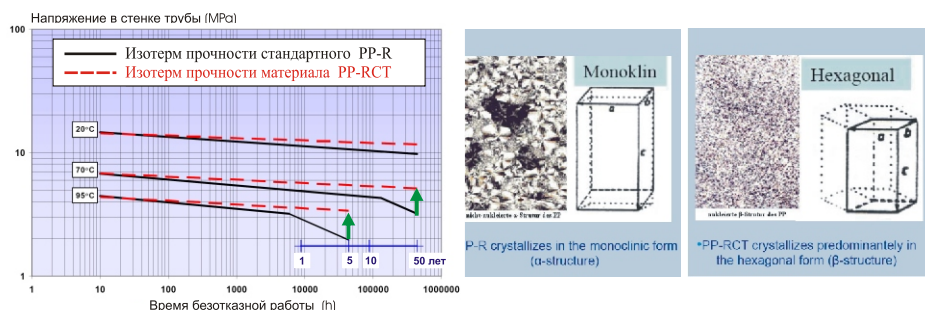 Напряжение в стенке трубы (MPa)
100
Изотерм прочности стандартного PP-R
Изотерм прочности материала PP-RCT
20°C
10
70°C
95°C
1 5 10 50 лет
1
1 10 100 1000 10000 100000 1000000
Время безотказной работы (h)
Monoklin
a b
c
P-R crystallizes in the monoclinic form
(α-structure)
Hexagonal
a b
c
•PP-RCT crystallizes predominantely in
the hexagonal form (β-structure)